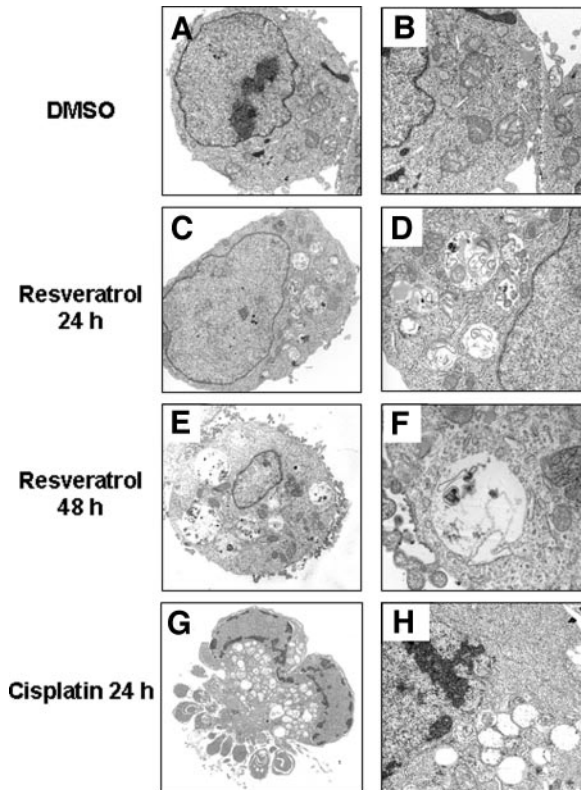 DMSO
A
B
Resveratrol
24 h
C
D
Resveratrol
48 h
E
F
Cisplatin 24 h
G
H